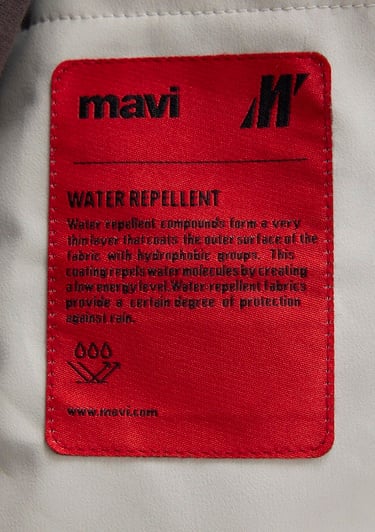 mavi M
WATER REPELLENT
Water repellent compounds form a very
thin layer that coats the outer surface of the
fabric with hydrophobic groups. This
coating repels water molecules by creating
a low energy level. Water repellent fabrics
provide a certain degree of protection
against rain.
www.mavi.com